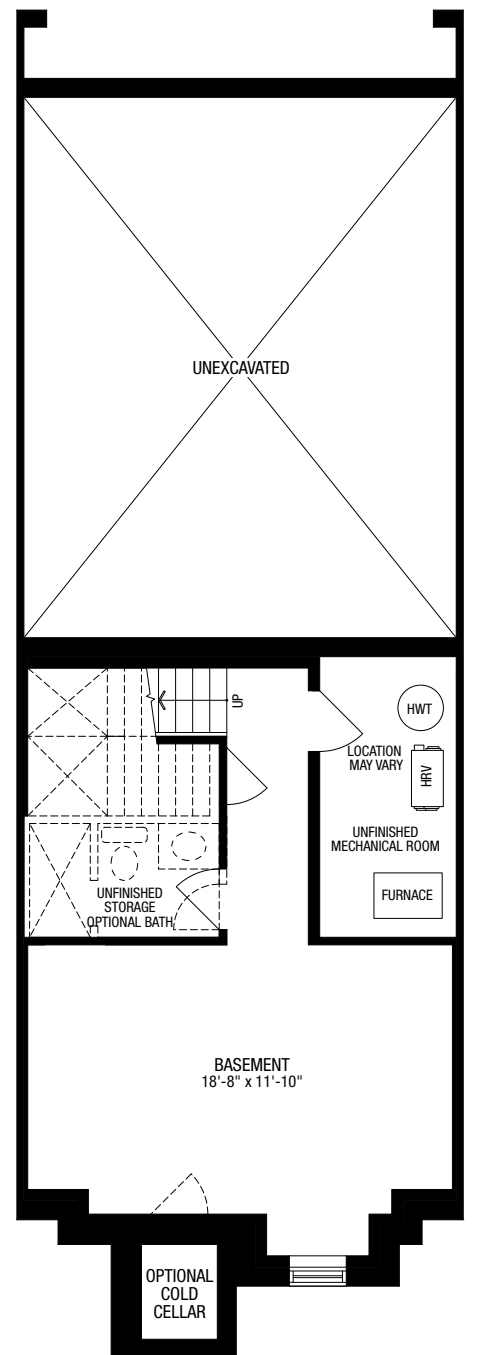 UNEXCAVATED
UP
HWT
LOCATION
MAY VARY
HRV
UNFINISHED
MECHANICAL ROOM
FURNACE
UNFINISHED
STORAGE
OPTIONAL BATH
BASEMENT
18'-8" x 11'-10"
OPTIONAL
COLD
CELLAR